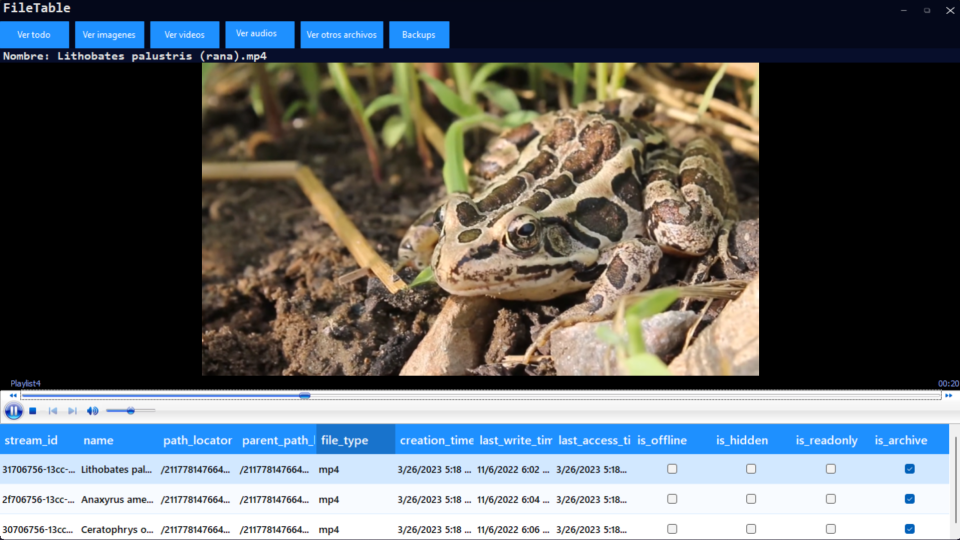 FileTable
Ver todo Ver imagenes Ver videos Ver audios Ver otros archivos Backups
Nombre: Lithobates palustris (rana).mp4
Playlist4 00:20
stream_id name path_locator parent_path_l file_type creation_time last_write_tim last_access_ti is_offline is_hidden is_readonly is_archive
31706756-13cc-... Lithobates pal... /211778147664... /211778147664... mp4 3/26/2023 5:18 ... 11/6/2022 6:02 ... 3/26/2023 5:18...
2f706756-13cc-... Anaxyrus ame... /211778147664... /211778147664... mp4 3/26/2023 5:18 ... 11/6/2022 6:04 ... 3/26/2023 5:18...
30706756-13cc... Ceratophrys o... /211778147664... /211778147664... mp4 3/26/2023 5:18 ... 11/6/2022 6:06 ... 3/26/2023 5:18...